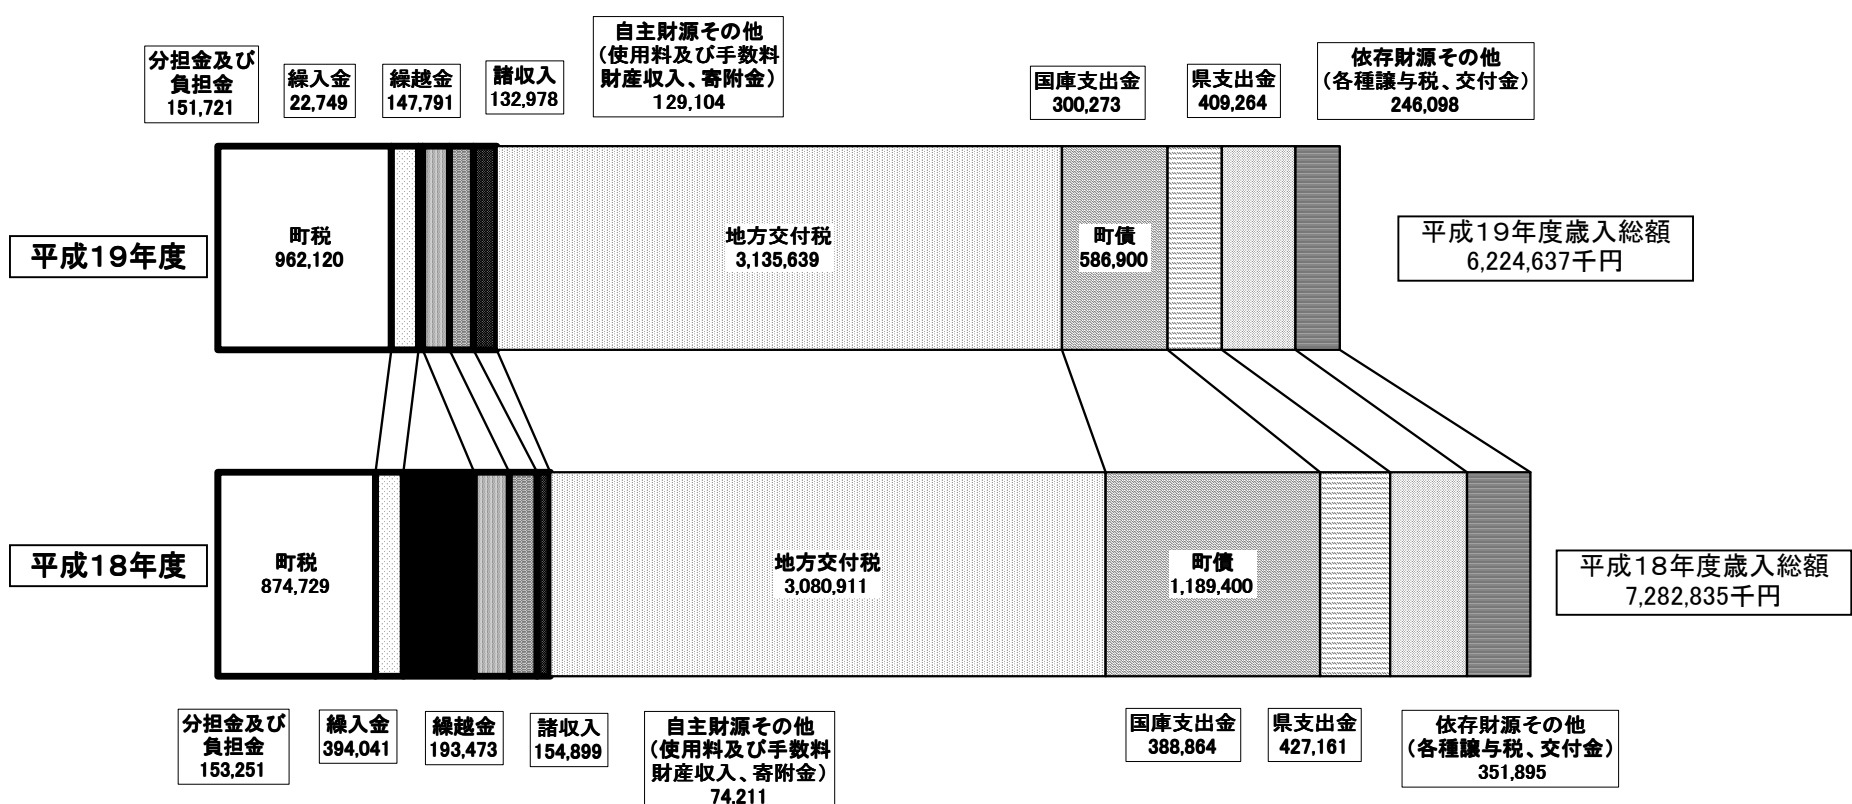 分担金及び
負担金
151,721
繰入金
22,749
繰越金
147,791
諸収入
132,978
自主財源その他
(使用料及び手数料
財産収入、寄附金)
129,104
国庫支出金
300,273
県支出金
409,264
依存財源その他
(各種譲与税、交付金)
246,098
平成19年度
町税
962,120
地方交付税
3,135,639
町債
586,900
平成19年度歳入総額
6,224,637千円
平成18年度
町税
874,729
地方交付税
3,080,911
町債
1,189,400
平成18年度歳入総額
7,282,835千円
分担金及び
負担金
153,251
繰入金
394,041
繰越金
193,473
諸収入
154,899
自主財源その他
(使用料及び手数料
財産収入、寄附金)
74,211
国庫支出金
388,864
県支出金
427,161
依存財源その他
(各種譲与税、交付金)
351,895